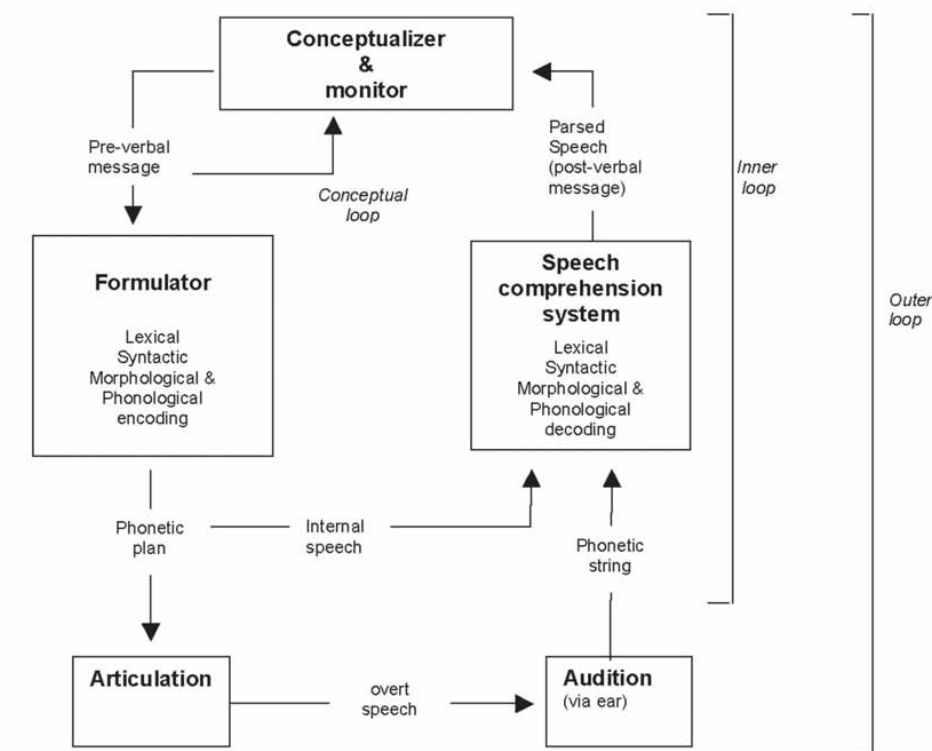 Conceptualizer
&
monitor
Pre-verbal
message
Conceptual
loop
Parsed
Speech
(post-verbal
message)
Inner
loop
Formulator
Lexical
Syntactic
Morphological &
Phonological
encoding
Speech
comprehension
system
Lexical
Syntactic
Morphological &
Phonological
decoding
Outer
loop
Phonetic
plan
Internal
speech
Phonetic
string
Articulation
overt
speech
Audition
(via ear)